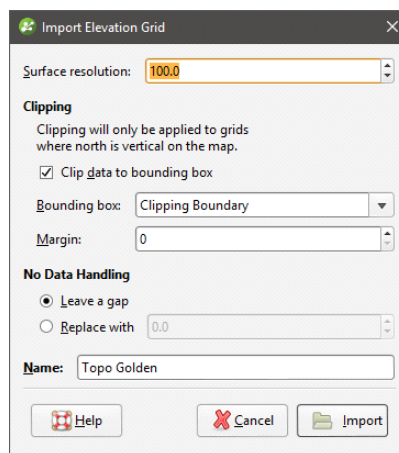 Import Elevation Grid
Surface resolution: 100.0
Clipping
Clipping will only be applied to grids
where north is vertical on the map.
Clip data to bounding box
Bounding box: Clipping Boundary
Margin: 0
No Data Handling
Leave a gap
Replace with 0.0
Name: Topo Golden
Help Cancel Import